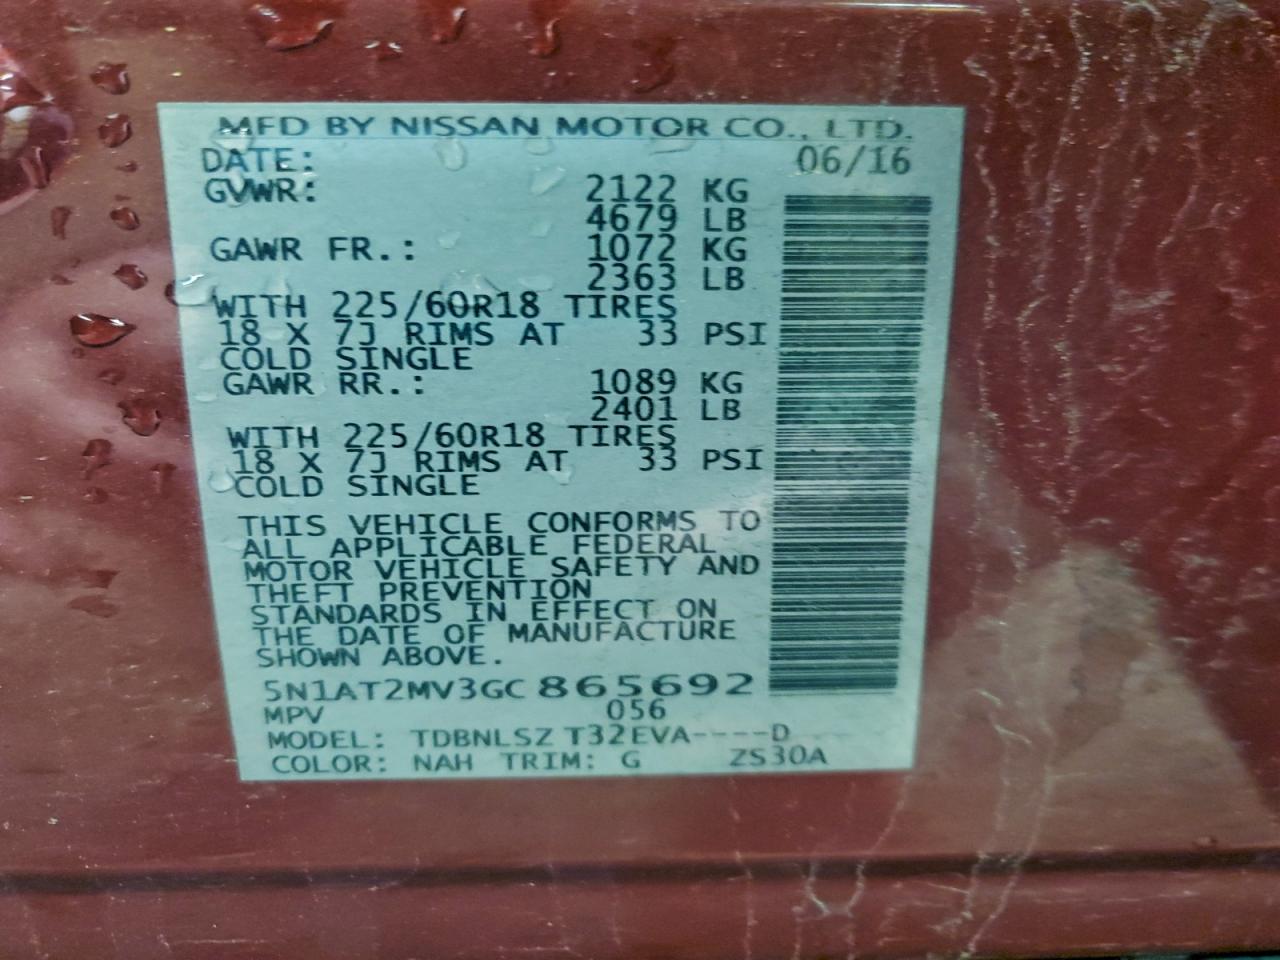 MFD BY NISSAN MOTOR CO., LTD.
DATE: 06/16
GVWR: 2122 KG
4679 LB
GAWR FR.: 1072 KG
2363 LB
WITH 225/60R18 TIRES
18 X 7J RIMS AT 33 PSI
COLD SINGLE
GAWR RR.: 1089 KG
2401 LB
WITH 225/60R18 TIRES
18 X 7J RIMS AT 33 PSI
COLD SINGLE
THIS VEHICLE CONFORMS TO
ALL APPLICABLE FEDERAL
MOTOR VEHICLE SAFETY AND
THEFT PREVENTION
STANDARDS IN EFFECT ON
THE DATE OF MANUFACTURE
SHOWN ABOVE.
5N1AT2MV3GC865692
MPV 056
MODEL: TDBNLSZ T32EVA----D
COLOR: NAH TRIM: G ZS30A